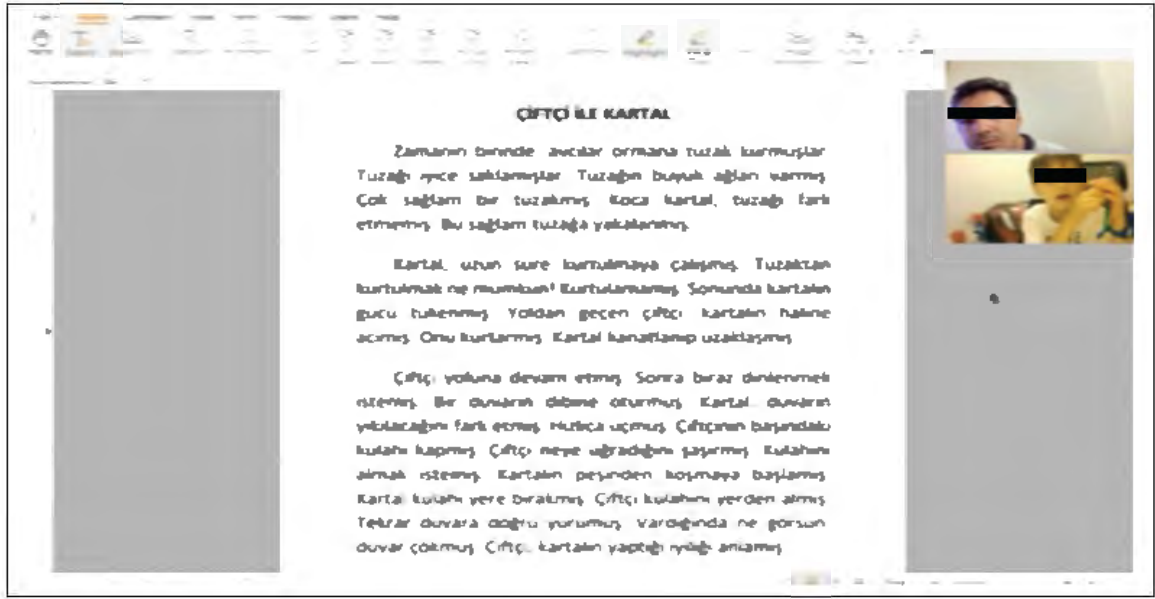 ÇİFTÇİ İLE KARTAL
Zamanın birinde avcılar ormana tuzak kurmuşlar.
Tuzağı iyice saklamışlar. Tuzağın büyük ağları varmış.
Çok sağlam bir tuzakmış. Koca kartal, tuzağı fark
etmemiş. Bu sağlam tuzağa yakalanmış.
Kartal, uzun süre kurtulmaya çalışmış. Tuzaktan
kurtulmak ne mümkün! Kurtulamamış. Sonunda kartalın
gücü tükenmiş. Yoldan geçen çiftçi kartalın haline
acımış. Onu kurtarmış. Kartal kanatlanıp uzaklaşmış.
Çiftçi yoluna devam etmiş. Sonra biraz dinlenmek
istemiş. Bir duvarın dibine oturmuş. Kartal, duvarın
yıkılacağını fark etmiş. Hızlıca uçmuş. Çiftçinin başındaki
külahı kapmış. Çiftçi neye uğradığını şaşırmış. Külahını
almak istemiş. Kartalın peşinden koşmaya başlamış.
Kartal külahı yere bırakmış. Çiftçi külahını yerden almış.
Tekrar duvara doğru yürümüş. Vardığında ne görsün
duvar çökmüş. Çiftçi, kartalın yaptığı iyiliği anlamış.